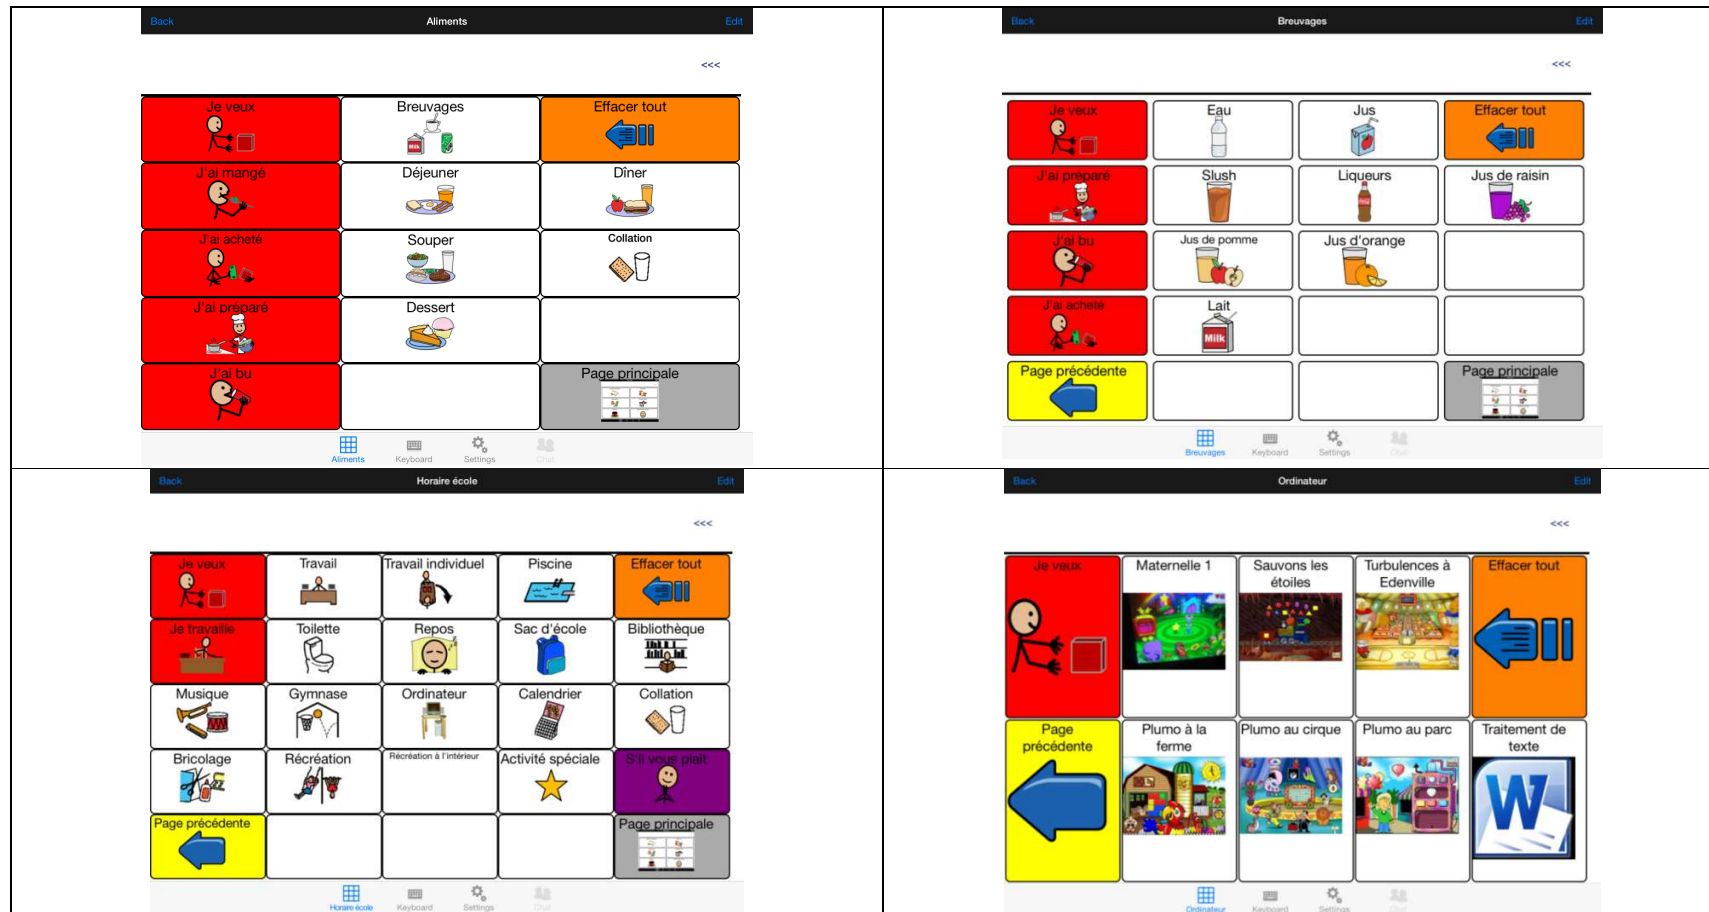 Back Aliments Edit
<<<
Je veux Breuvages Effacer tout
Milk
J'ai mangé Déjeuner Dîner
J'ai acheté Souper Collation
J'ai préparé Dessert
J'ai bu Page principale
Aliments Keyboard Settings Chat
Back Breuvages Edit
<<<
Je veux Eau Jus Effacer tout
J'ai préparé Slush Liqueurs Jus de raisin
J'ai bu Jus de pomme Jus d'orange
J'ai acheté Lait
Milk
Page précédente Page principale
Breuvages Keyboard Settings Chat
Back Horaire école Edit
<<<
Je veux Travail Travail individuel Piscine Effacer tout
Je travaille Toilette Repos Sac d'école Bibliothèque
Musique Gymnase Ordinateur Calendrier Collation
Bricolage Récréation Récréation à l'intérieur Activité spéciale S'il vous plaît
Page précédente Page principale
Horaire école Keyboard Settings Chat
Back Ordinateur Edit
<<<
Je veux Maternelle 1 Sauvons les étoiles Turbulences à Edenville Effacer tout
Page précédente Plumo à la ferme Plumo au cirque Plumo au parc Traitement de texte
W
Ordinateur Keyboard Settings Chat